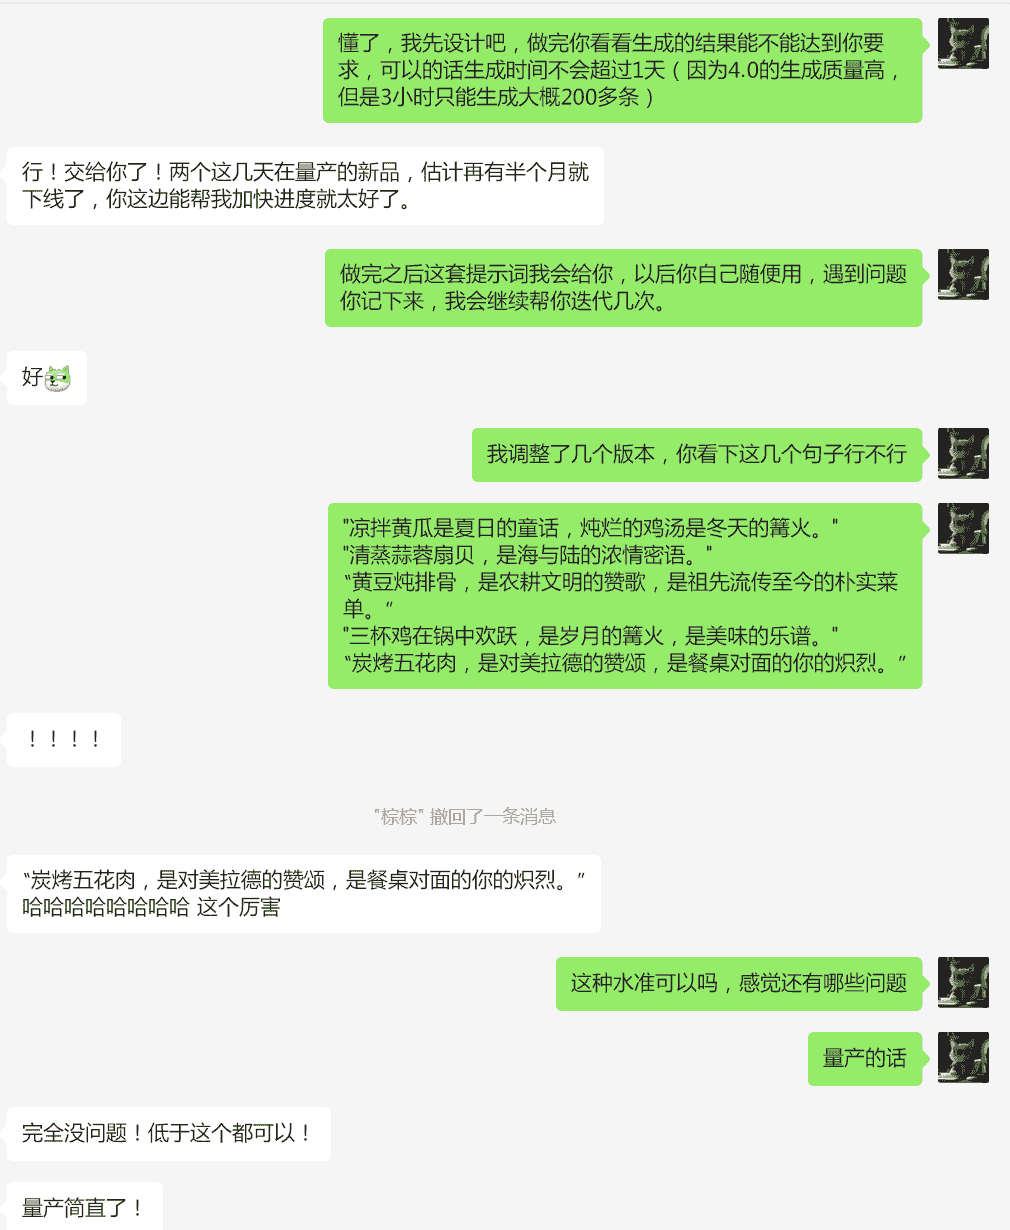 懂了，我先设计吧，做完你看看生成的结果能不能达到你要
求，可以的话生成时间不会超过1天（因为4.0的生成质量高，
但是3小时只能生成大概200多条）
行！交给你了！两个这几天在量产的新品，估计再有半个月就
下线了，你这边能帮我加快进度就太好了。
做完之后这套提示词我会给你，以后你自己随便用，遇到问题
你记下来，我会继续帮你迭代几次。
好
我调整了几个版本，你看下这几个句子行不行
"凉拌黄瓜是夏日的童话，炖烂的鸡汤是冬天的篝火。"
"清蒸蒜蓉扇贝，是海与陆的浓情密语。"
“黄豆炖排骨，是农耕文明的赞歌，是祖先流传至今的朴实菜
单。”
"三杯鸡在锅中欢跃，是岁月的篝火，是美味的乐谱。"
“炭烤五花肉，是对美拉德的赞颂，是餐桌对面的你的炽烈。”
！！！！
"棕棕" 撤回了一条消息
“炭烤五花肉，是对美拉德的赞颂，是餐桌对面的你的炽烈。”
哈哈哈哈哈哈哈哈 这个厉害
这种水准可以吗，感觉还有哪些问题
量产的话
完全没问题！低于这个都可以！
量产简直了！